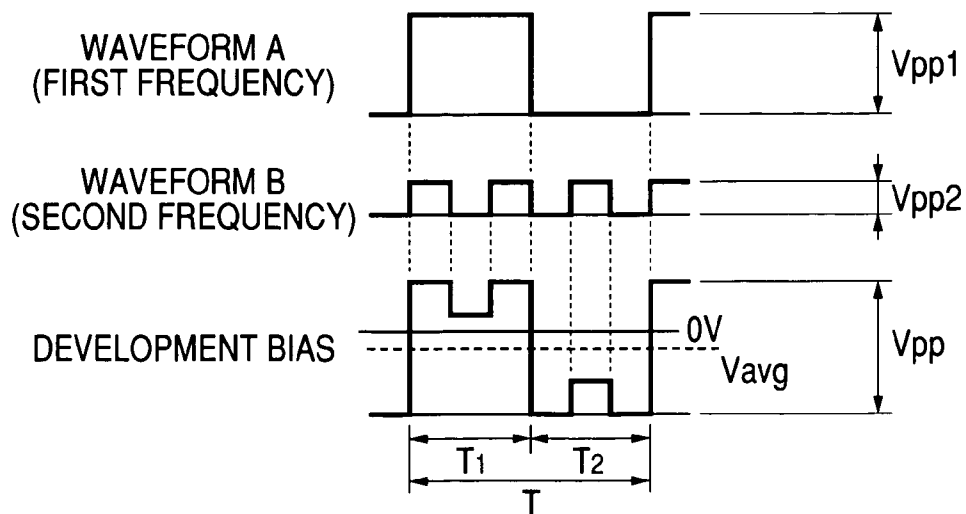 WAVEFORM A
(FIRST FREQUENCY)
Vpp1
WAVEFORM B
(SECOND FREQUENCY)
Vpp2
DEVELOPMENT BIAS
0V
Vavg
Vpp
T1
T2
T